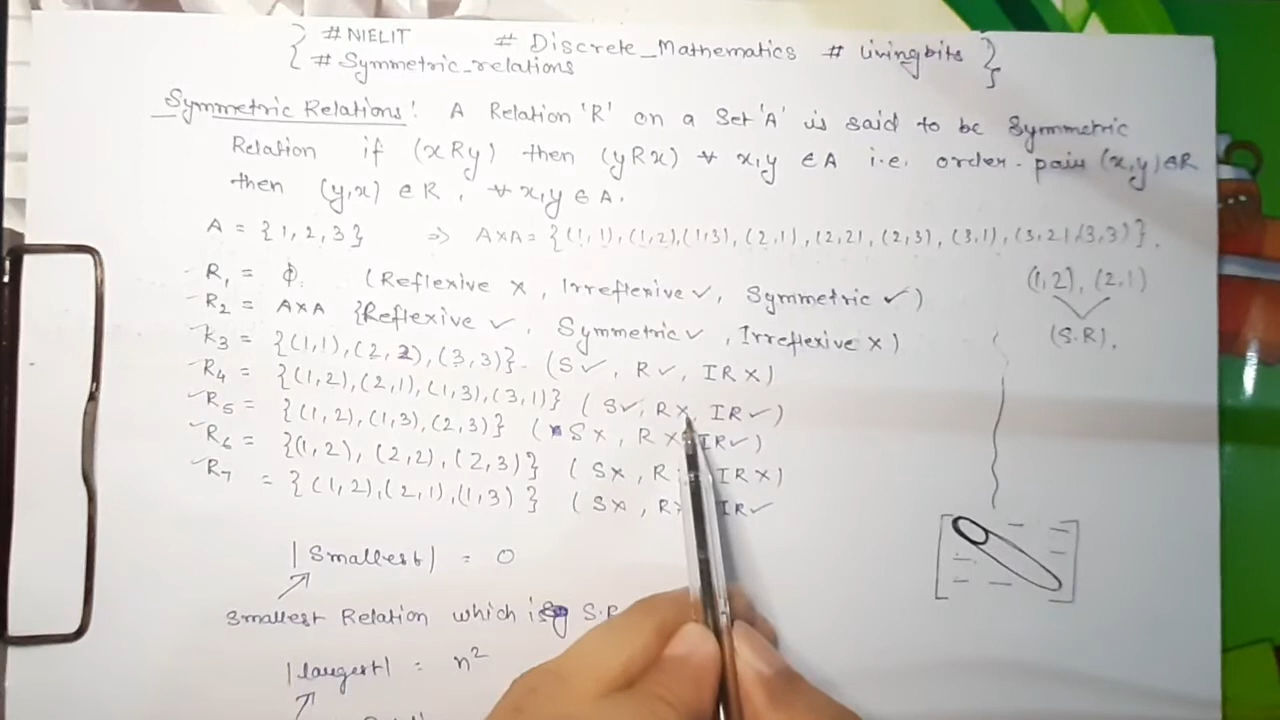 { #NIELIT # Discrete_Mathematics # livingbits }
# Symmetric_relations
Symmetric Relations: A Relation 'R' on a Set 'A' is said to be Symmetric
Relation if (xRy) then (yRx) ∀ x,y ∈ A i.e. order-pair (x,y) ∈ R
then (y,x) ∈ R, ∀ x,y ∈ A.
A = {1,2,3} ⇒ A×A = {(1,1),(1,2),(1,3),(2,1),(2,2),(2,3),(3,1),(3,2),(3,3)}.
R1 = ϕ. (Reflexive ×, Irreflexive ✓, Symmetric ✓)
(1,2), (2,1)
R2 = A×A {Reflexive ✓, Symmetric ✓, Irreflexive ×)
(S.R).
R3 = {(1,1),(2,2),(3,3)}. (S✓, R✓, IR×)
R4 = {(1,2),(2,1),(1,3),(3,1)} (S✓, R×, IR✓)
R5 = {(1,2),(1,3),(2,3)} (S×, R× IR✓)
R6 = {(1,2), (2,2), (2,3)} (S×, R IR×)
R7 = {(1,2),(2,1),(1,3)} (S×, R× IR✓
|Smallest| = 0
Smallest Relation which is S.R
|largest| = n²